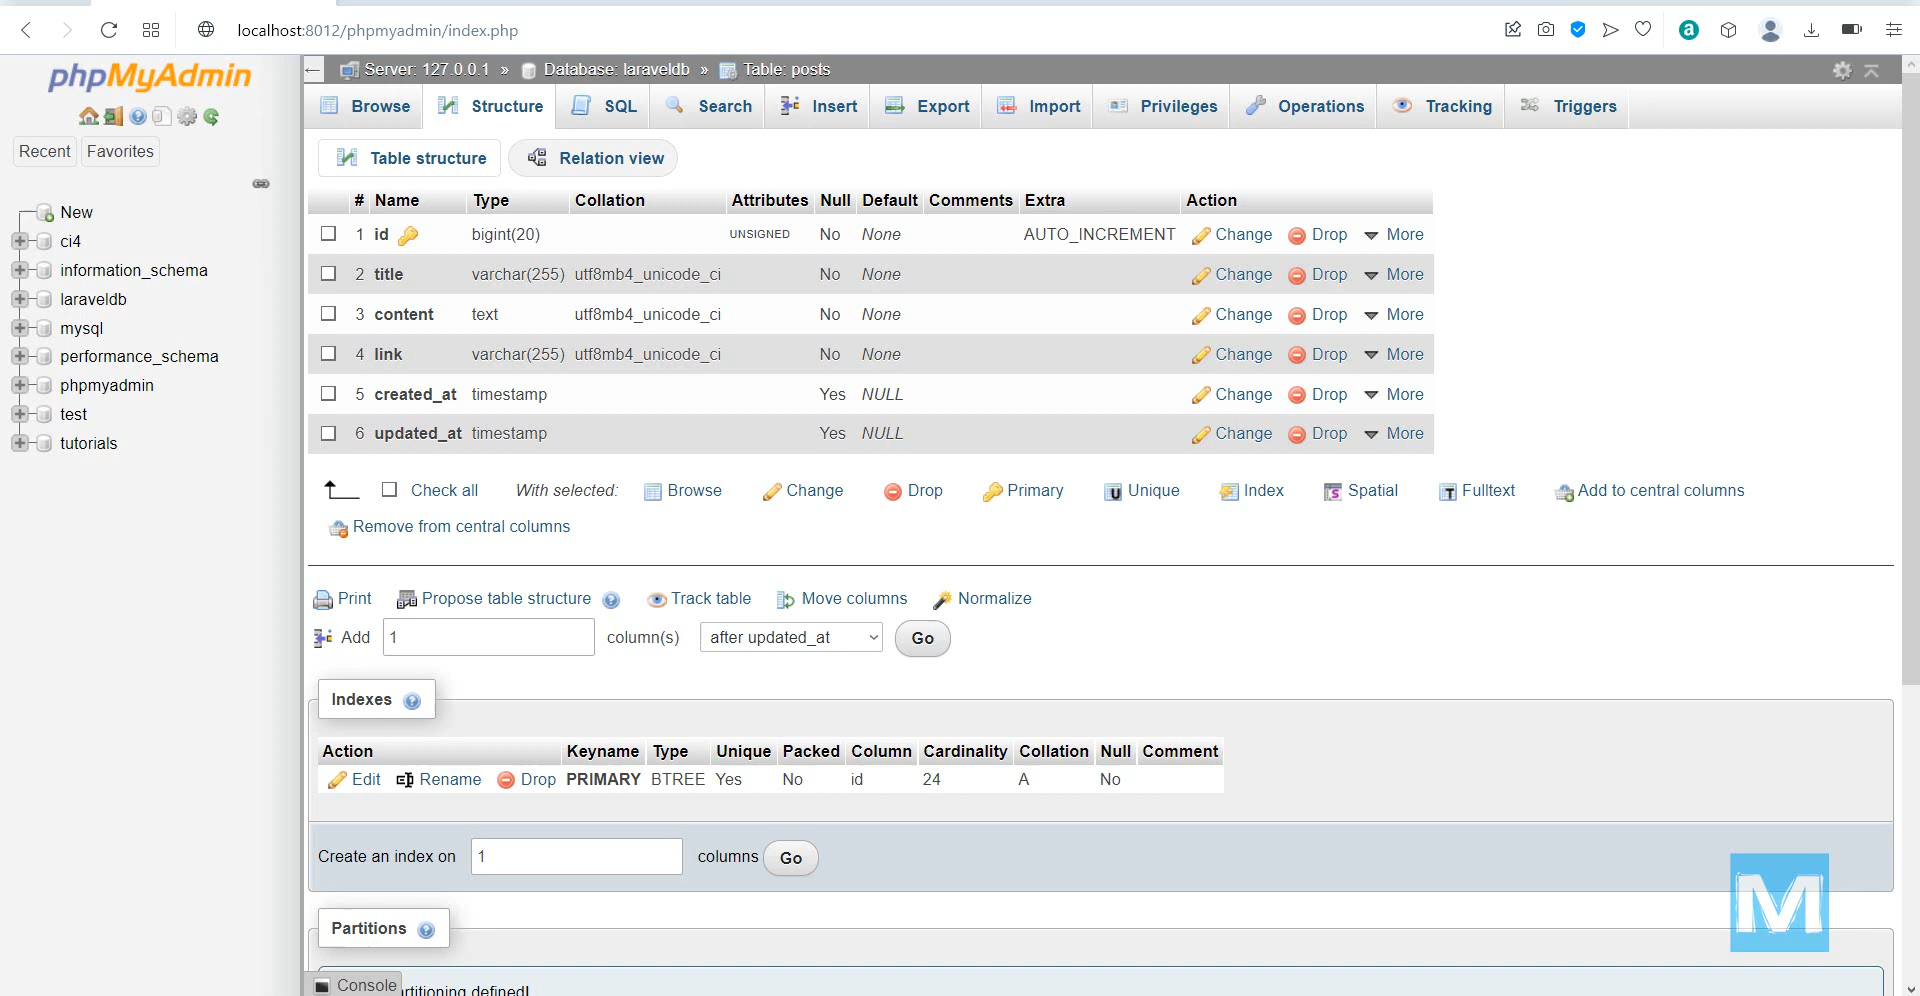 localhost:8012/phpmyadmin/index.php
phpMyAdmin
Recent Favorites
New
ci4
information_schema
laraveldb
mysql
performance_schema
phpmyadmin
test
tutorials
Server: 127.0.0.1 » Database: laraveldb » Table: posts
Browse Structure SQL Search Insert Export Import Privileges Operations Tracking Triggers
Table structure Relation view
# Name Type Collation Attributes Null Default Comments Extra Action
1 id bigint(20) UNSIGNED No None AUTO_INCREMENT Change Drop More
2 title varchar(255) utf8mb4_unicode_ci No None Change Drop More
3 content text utf8mb4_unicode_ci No None Change Drop More
4 link varchar(255) utf8mb4_unicode_ci No None Change Drop More
5 created_at timestamp Yes NULL Change Drop More
6 updated_at timestamp Yes NULL Change Drop More
Check all With selected: Browse Change Drop Primary Unique Index Spatial Fulltext Add to central columns
Remove from central columns
Print Propose table structure Track table Move columns Normalize
Add 1 column(s) after updated_at Go
Indexes
Action Keyname Type Unique Packed Column Cardinality Collation Null Comment
Edit Rename Drop PRIMARY BTREE Yes No id 24 A No
Create an index on 1 columns Go
M
Partitions
Console
rtitioning defined!